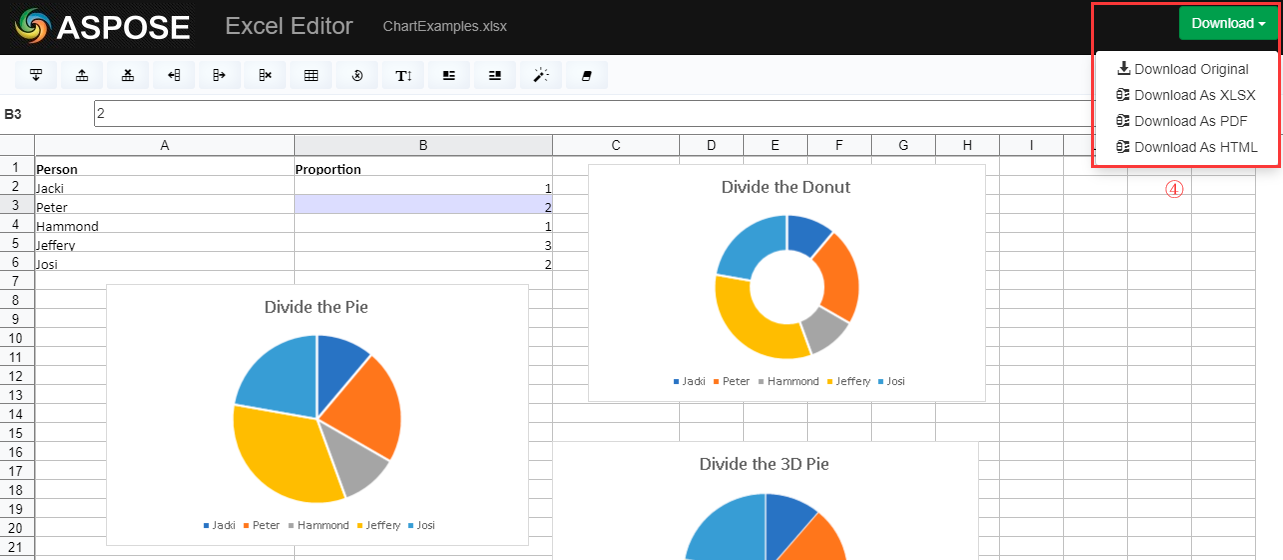 ASPOSE Excel Editor ChartExamples.xlsx Download
Download Original
Download As XLSX
Download As PDF
Download As HTML
④
B3 2
A B C D E F G H I
1 Person Proportion
2 Jacki 1
3 Peter 2
4 Hammond 1
5 Jeffery 3
6 Josi 2
7
8
9
10
11
12
13
14
15
16
17
18
19
20
21
Divide the Donut
Jadki Peter Hammond Jeffery Josi
Divide the Pie
Jadki Peter Hammond Jeffery Josi
Divide the 3D Pie